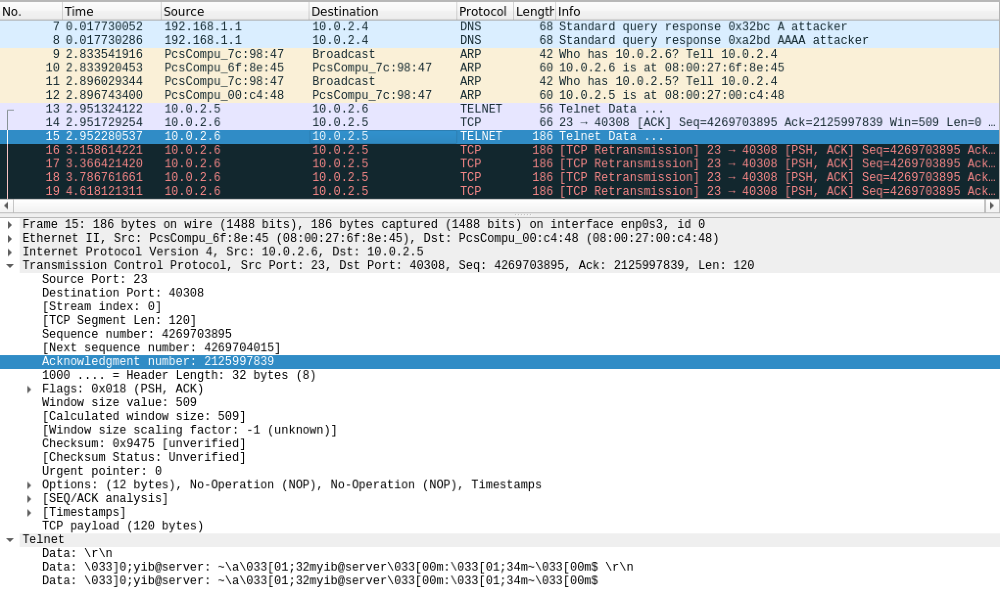 No. Time Source Destination Protocol Length Info
7 0.017730052 192.168.1.1 10.0.2.4 DNS 68 Standard query response 0x32bc A attacker
8 0.017730286 192.168.1.1 10.0.2.4 DNS 68 Standard query response 0xa2bd AAAA attacker
9 2.833541916 PcsCompu_7c:98:47 Broadcast ARP 42 Who has 10.0.2.6? Tell 10.0.2.4
10 2.833920453 PcsCompu_6f:8e:45 PcsCompu_7c:98:47 ARP 60 10.0.2.6 is at 08:00:27:6f:8e:45
11 2.896029344 PcsCompu_7c:98:47 Broadcast ARP 42 Who has 10.0.2.5? Tell 10.0.2.4
12 2.896743400 PcsCompu_00:c4:48 PcsCompu_7c:98:47 ARP 60 10.0.2.5 is at 08:00:27:00:c4:48
13 2.951324122 10.0.2.5 10.0.2.6 TELNET 56 Telnet Data ...
14 2.951729254 10.0.2.6 10.0.2.5 TCP 66 23 → 40308 [ACK] Seq=4269703895 Ack=2125997839 Win=509 Len=0 …
15 2.952280537 10.0.2.6 10.0.2.5 TELNET 186 Telnet Data ...
16 3.158614221 10.0.2.6 10.0.2.5 TCP 186 [TCP Retransmission] 23 → 40308 [PSH, ACK] Seq=4269703895 Ack…
17 3.366421420 10.0.2.6 10.0.2.5 TCP 186 [TCP Retransmission] 23 → 40308 [PSH, ACK] Seq=4269703895 Ack…
18 3.786761661 10.0.2.6 10.0.2.5 TCP 186 [TCP Retransmission] 23 → 40308 [PSH, ACK] Seq=4269703895 Ack…
19 4.618121311 10.0.2.6 10.0.2.5 TCP 186 [TCP Retransmission] 23 → 40308 [PSH, ACK] Seq=4269703895 Ack…
Frame 15: 186 bytes on wire (1488 bits), 186 bytes captured (1488 bits) on interface enp0s3, id 0
Ethernet II, Src: PcsCompu_6f:8e:45 (08:00:27:6f:8e:45), Dst: PcsCompu_00:c4:48 (08:00:27:00:c4:48)
Internet Protocol Version 4, Src: 10.0.2.6, Dst: 10.0.2.5
Transmission Control Protocol, Src Port: 23, Dst Port: 40308, Seq: 4269703895, Ack: 2125997839, Len: 120
Source Port: 23
Destination Port: 40308
[Stream index: 0]
[TCP Segment Len: 120]
Sequence number: 4269703895
[Next sequence number: 4269704015]
Acknowledgment number: 2125997839
1000 .... = Header Length: 32 bytes (8)
Flags: 0x018 (PSH, ACK)
Window size value: 509
[Calculated window size: 509]
[Window size scaling factor: -1 (unknown)]
Checksum: 0x9475 [unverified]
[Checksum Status: Unverified]
Urgent pointer: 0
Options: (12 bytes), No-Operation (NOP), No-Operation (NOP), Timestamps
[SEQ/ACK analysis]
[Timestamps]
TCP payload (120 bytes)
Telnet
Data: \r\n
Data: \033]0;yib@server: ~\a\033[01;32myib@server\033[00m:\033[01;34m~\033[00m$ \r\n
Data: \033]0;yib@server: ~\a\033[01;32myib@server\033[00m:\033[01;34m~\033[00m$